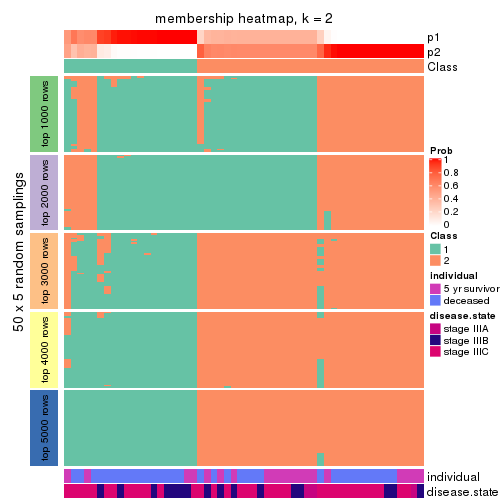 membership heatmap, k = 2
p1
p2
Class
50 x 5 random samplings
top 1000 rows
top 2000 rows
top 3000 rows
top 4000 rows
top 5000 rows
individual
disease.state
Prob
1
0.8
0.6
0.4
0.2
0
Class
1
2
individual
5 yr survivor
deceased
disease.state
stage IIIA
stage IIIB
stage IIIC